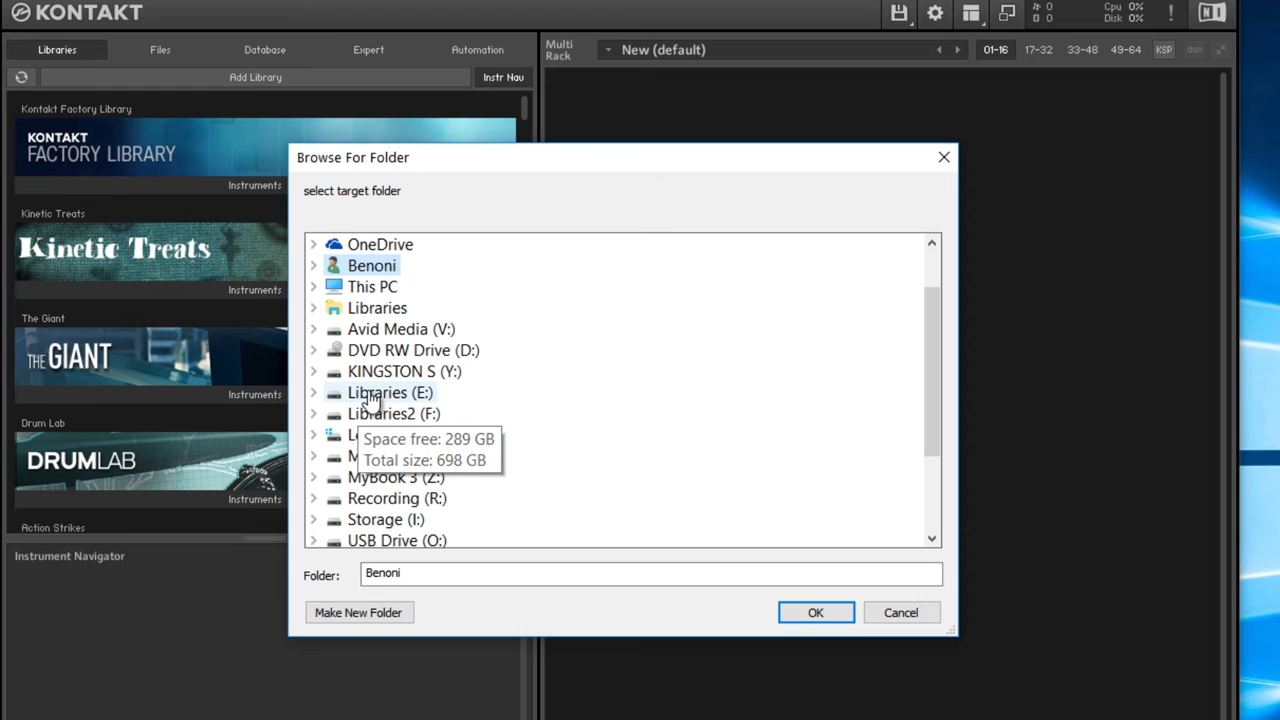 KONTAKT
Cpu 0%
Disk 0%
0
0
!
NI
Libraries
Files
Database
Expert
Automation
Multi
Rack
New (default)
01-16
17-32
33-48
49-64
KSP
aux
Add Library
Instr Nav
Kontakt Factory Library
KONTAKT
FACTORY LIBRARY
Instruments
Kinetic Treats
Kinetic Treats
Instruments
The Giant
THE GIANT
Instruments
Drum Lab
DRUMLAB
Instruments
Action Strikes
Instrument Navigator
Browse For Folder
select target folder
OneDrive
Benoni
This PC
Libraries
Avid Media (V:)
DVD RW Drive (D:)
KINGSTON S (Y:)
Libraries (E:)
Libraries2 (F:)
Space free: 289 GB
Total size: 698 GB
MyBook 3 (Z:)
Recording (R:)
Storage (I:)
USB Drive (O:)
Folder:
Benoni
Make New Folder
OK
Cancel